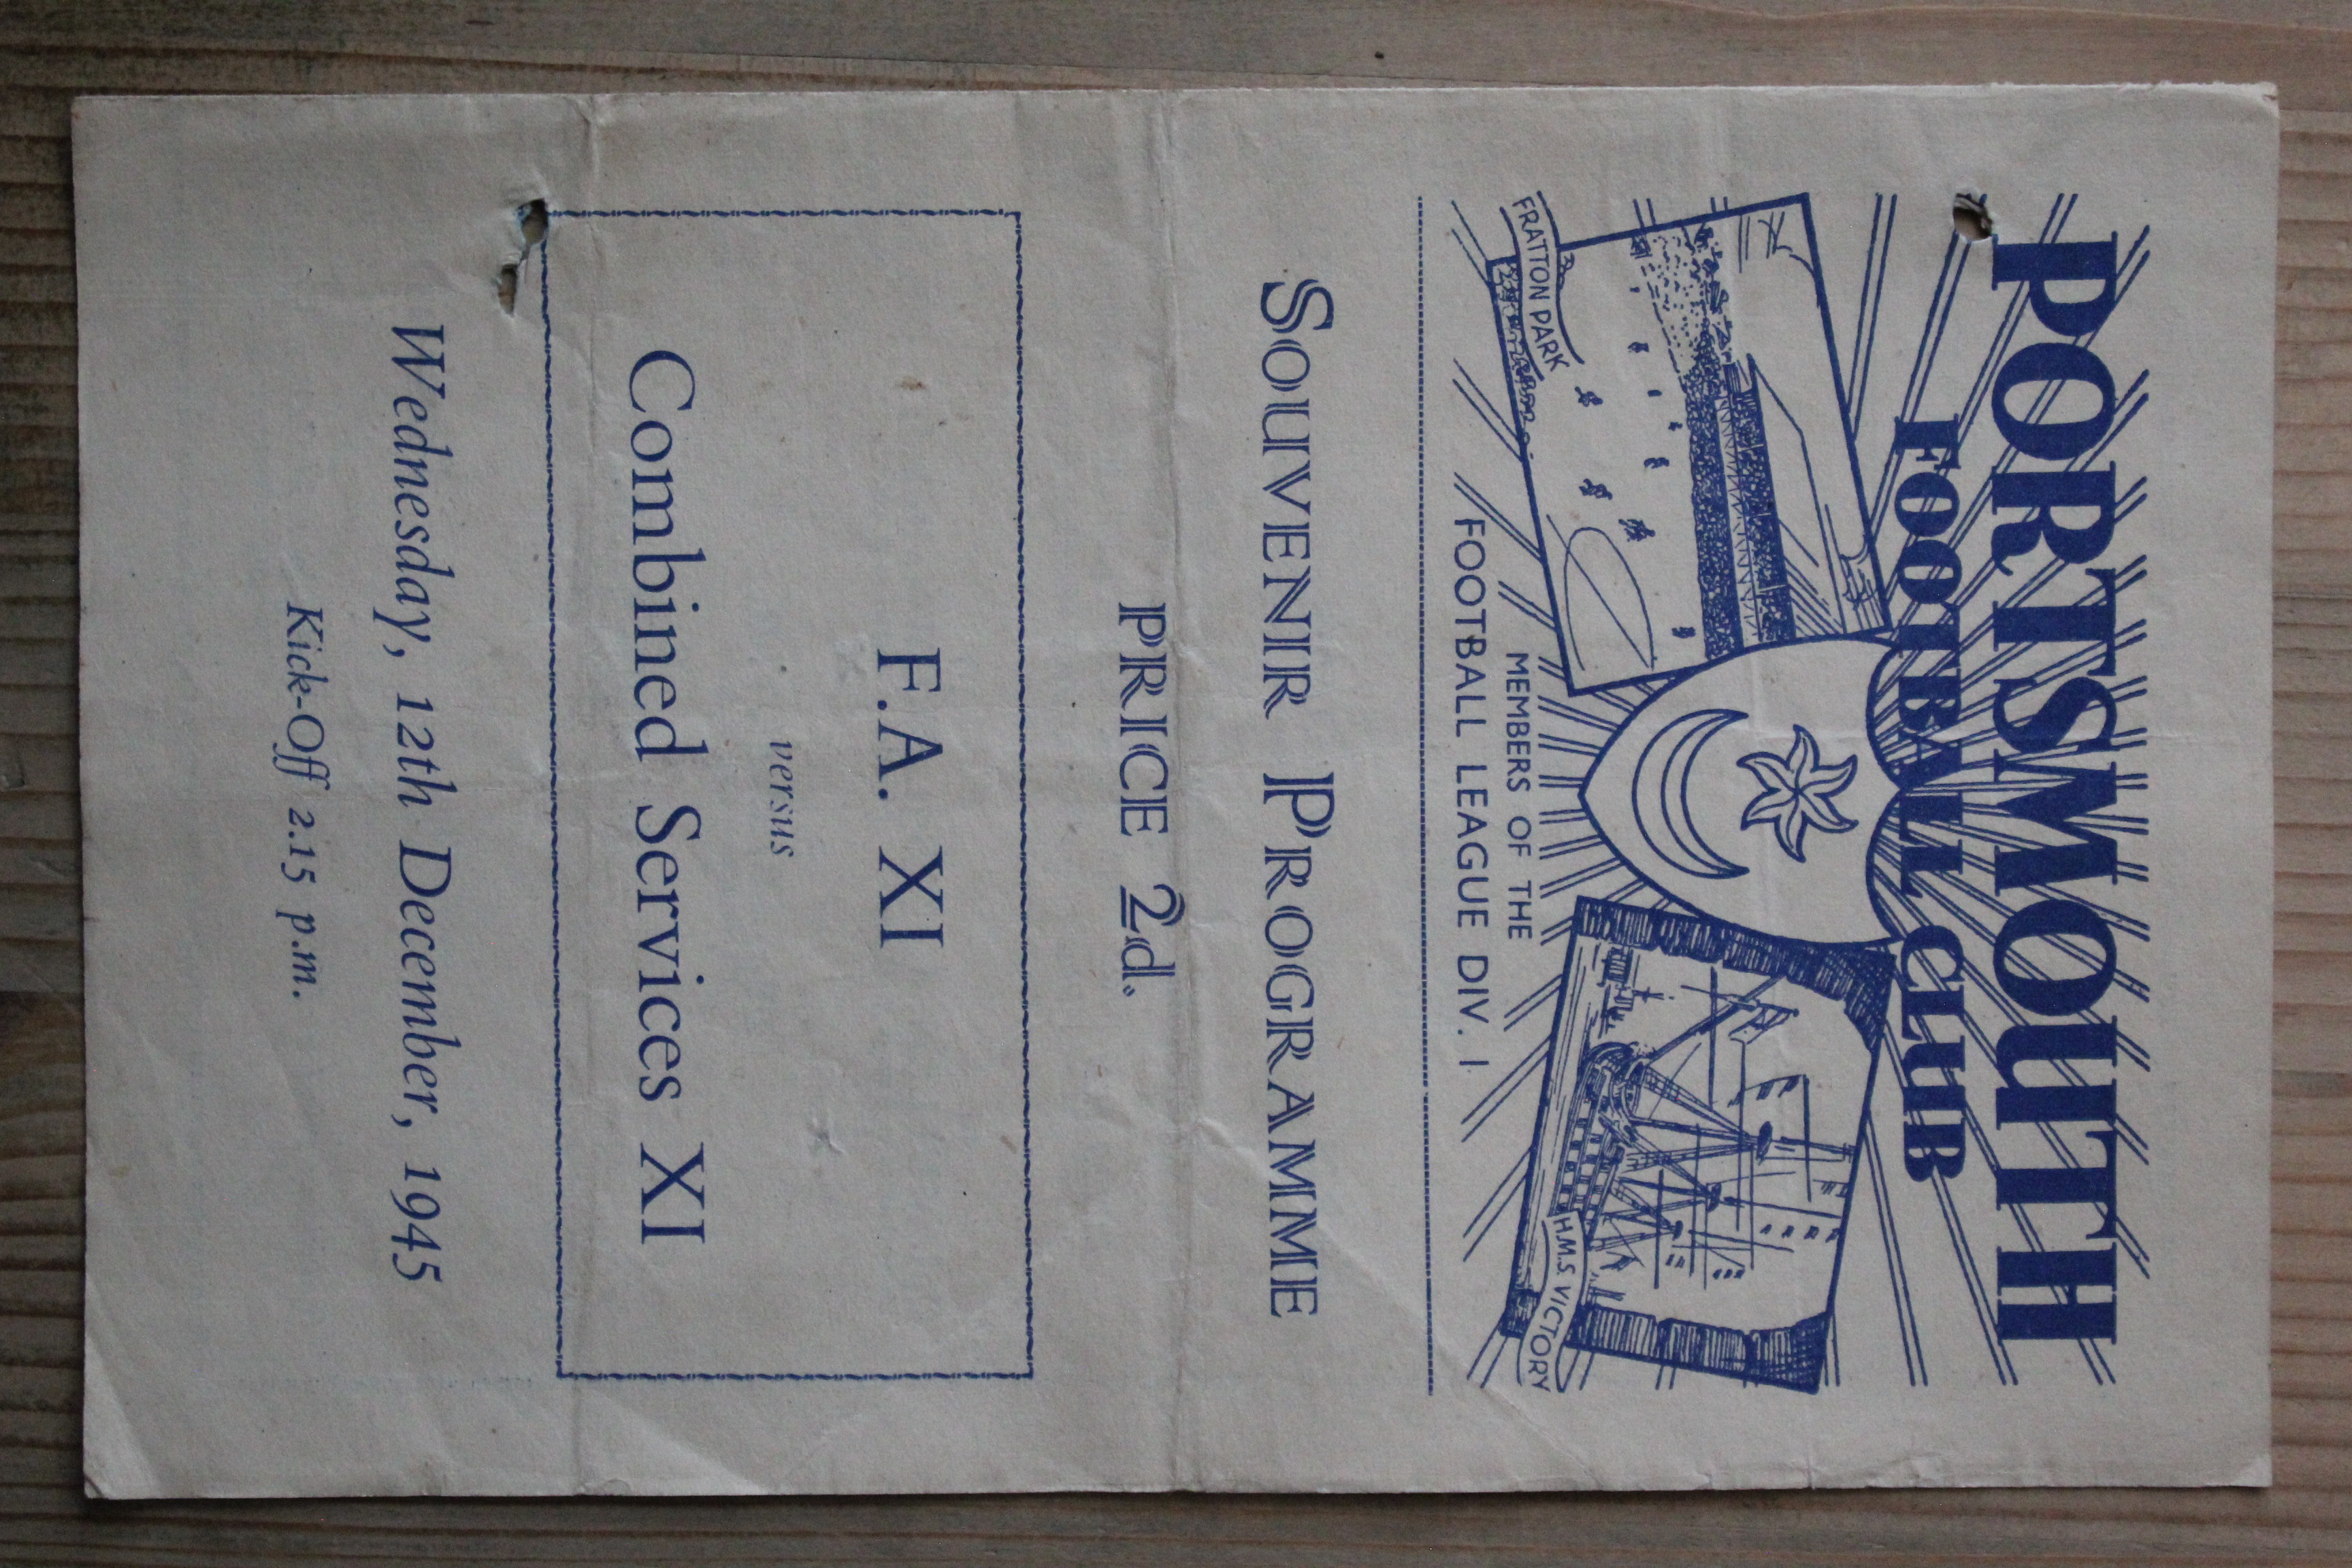 PORTSMOUTH
FOOTBALL CLUB
FRATTON PARK
H.M.S. VICTORY
MEMBERS OF THE
FOOTBALL LEAGUE DIV. 1.
SOUVENIR PROGRAMME
PRICE 2d.
F.A. XI
versus
Combined Services XI
Wednesday, 12th December, 1945
Kick-Off 2.15 p.m.